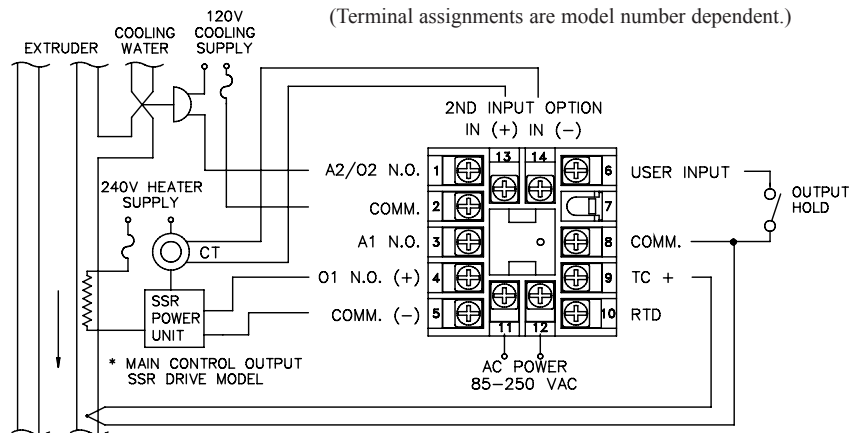 (Terminal assignments are model number dependent.)
120V
COOLING
SUPPLY
COOLING
WATER
EXTRUDER
2ND INPUT OPTION
IN (+) IN (-)
13 14
A2/O2 N.O. 1
6 USER INPUT
OUTPUT
HOLD
240V HEATER
SUPPLY
COMM. 2
7
CT
A1 N.O. 3
8 COMM.
O1 N.O. (+) 4
9 TC +
SSR
POWER
UNIT
COMM. (-) 5
10 RTD
11 12
* MAIN CONTROL OUTPUT
SSR DRIVE MODEL
AC POWER
85-250 VAC